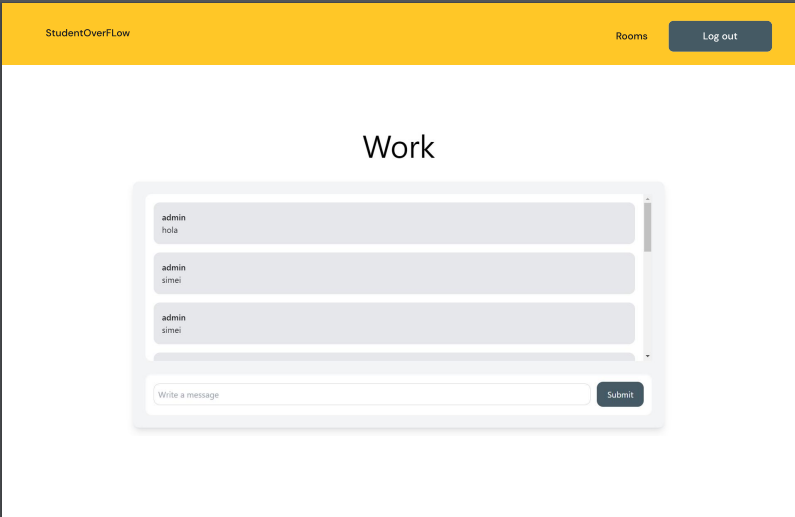 StudentOverFLow
Rooms
Log out
Work
admin
hola
admin
simei
admin
simei
Write a message
Submit